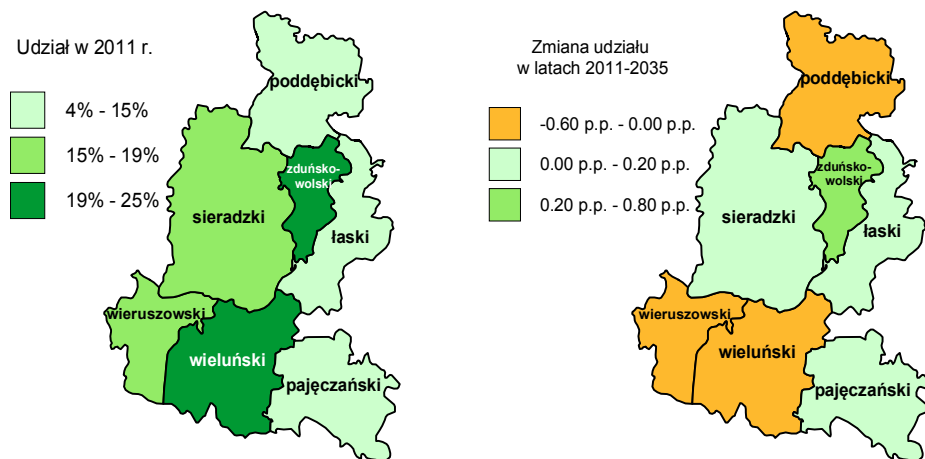 Udział w 2011 r.
4% - 15%
15% - 19%
19% - 25%
poddębicki
zduńsko-
wolski
sieradzki
łaski
wieruszowski
wieluński
pajęczański
Zmiana udziału
w latach 2011-2035
-0.60 p.p. - 0.00 p.p.
0.00 p.p. - 0.20 p.p.
0.20 p.p. - 0.80 p.p.
poddębicki
zduńsko-
wolski
sieradzki
łaski
wieruszowski
wieluński
pajęczański